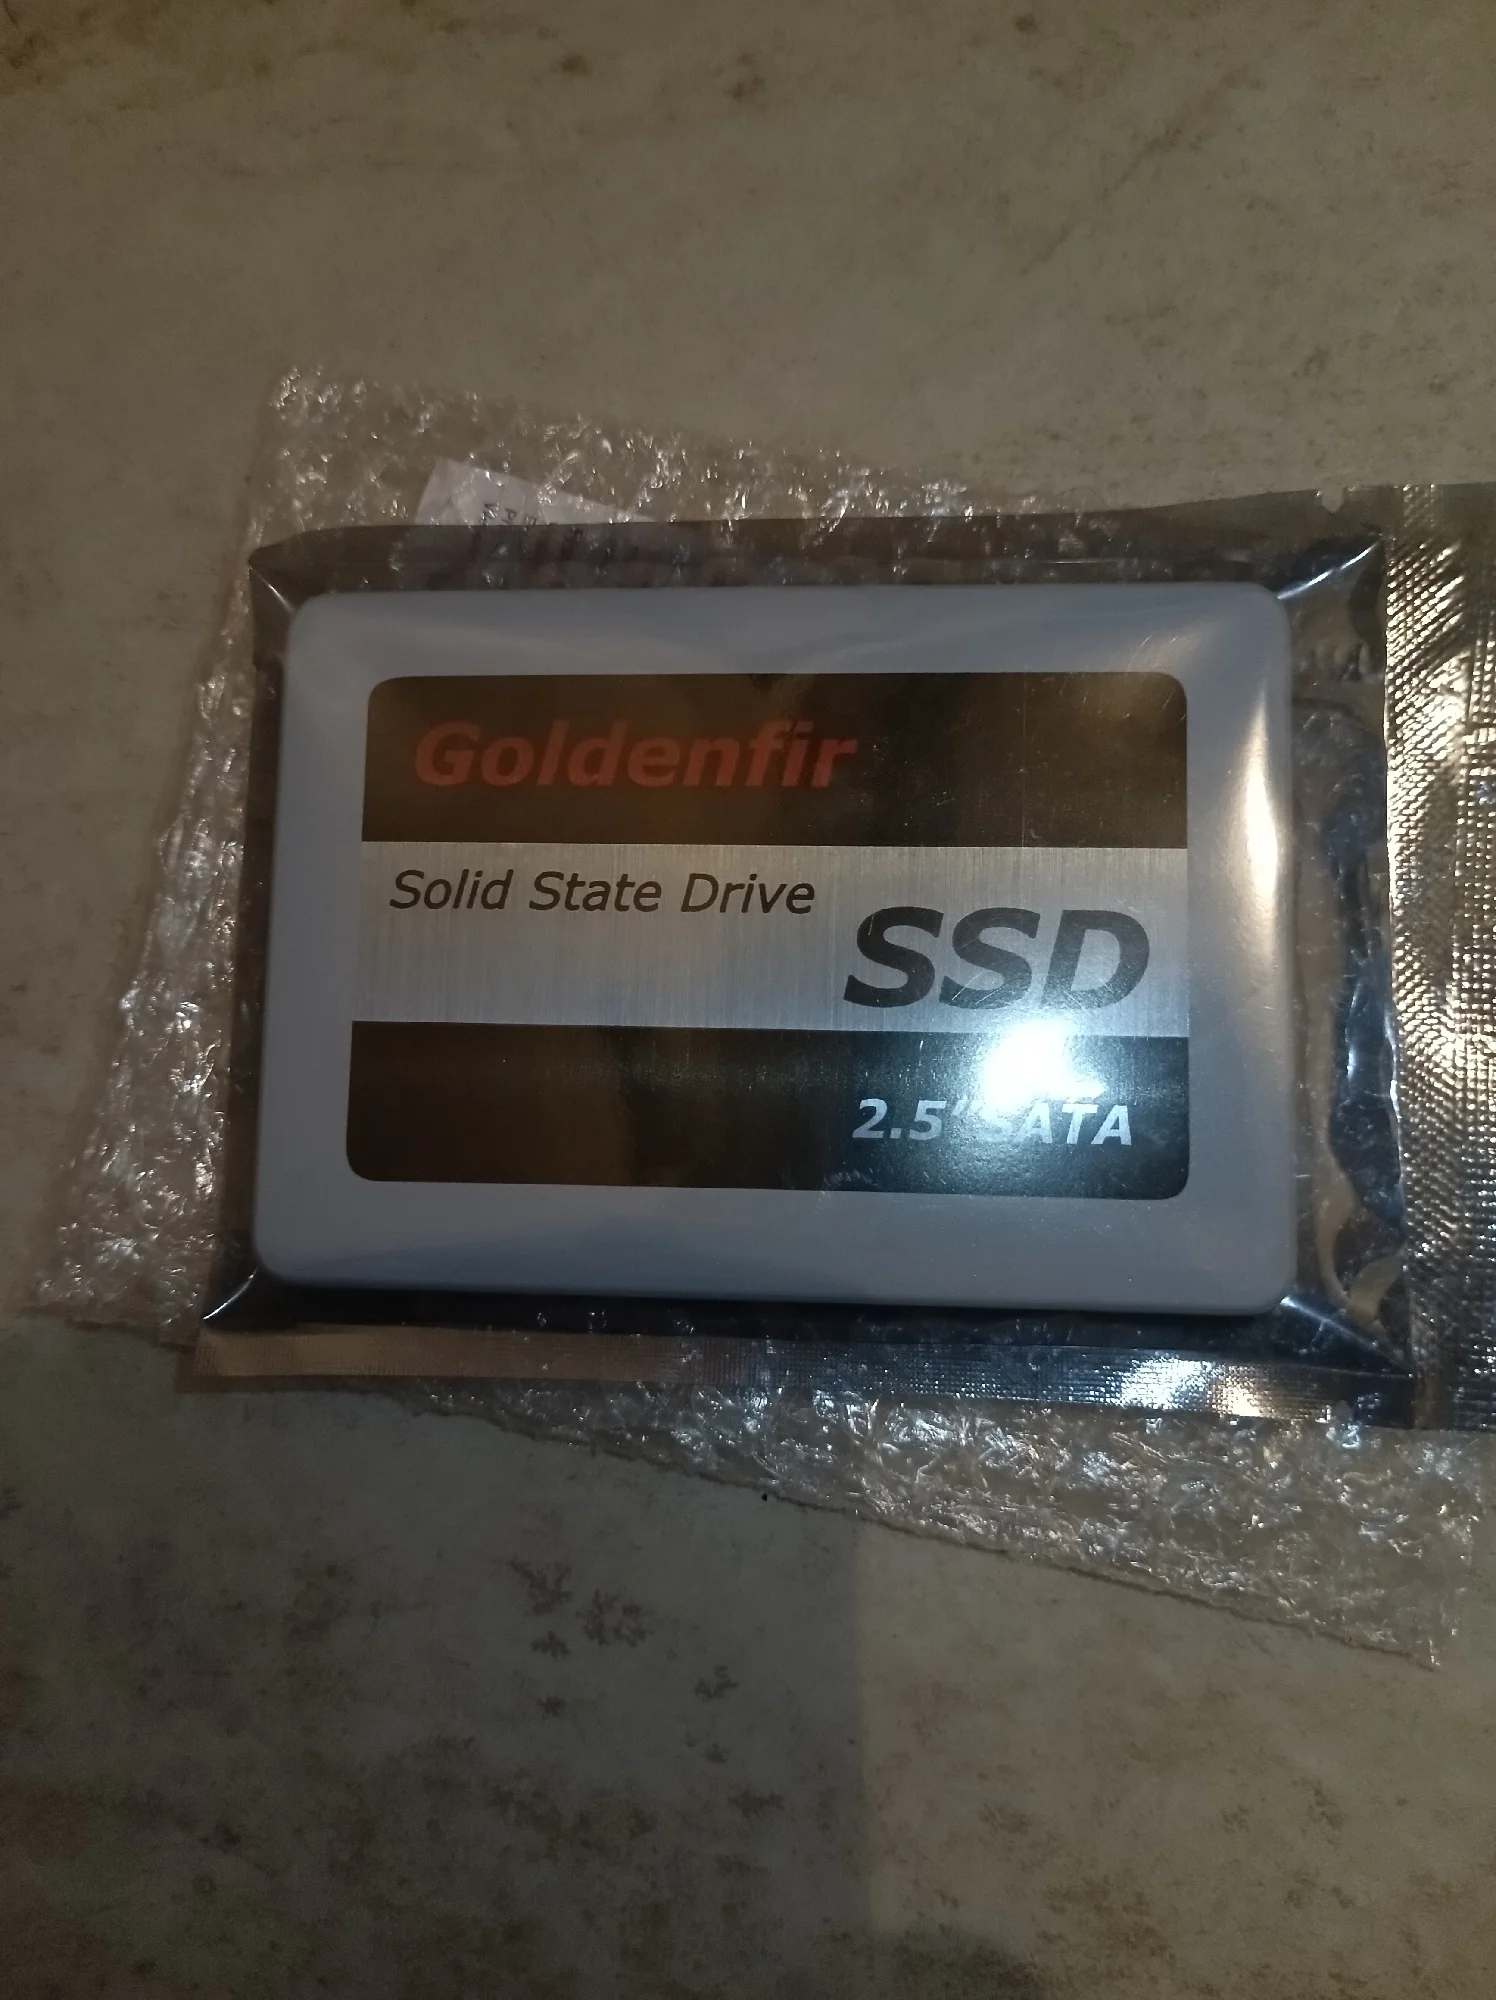 Goldenfir
Solid State Drive
SSD
2.5" SATA